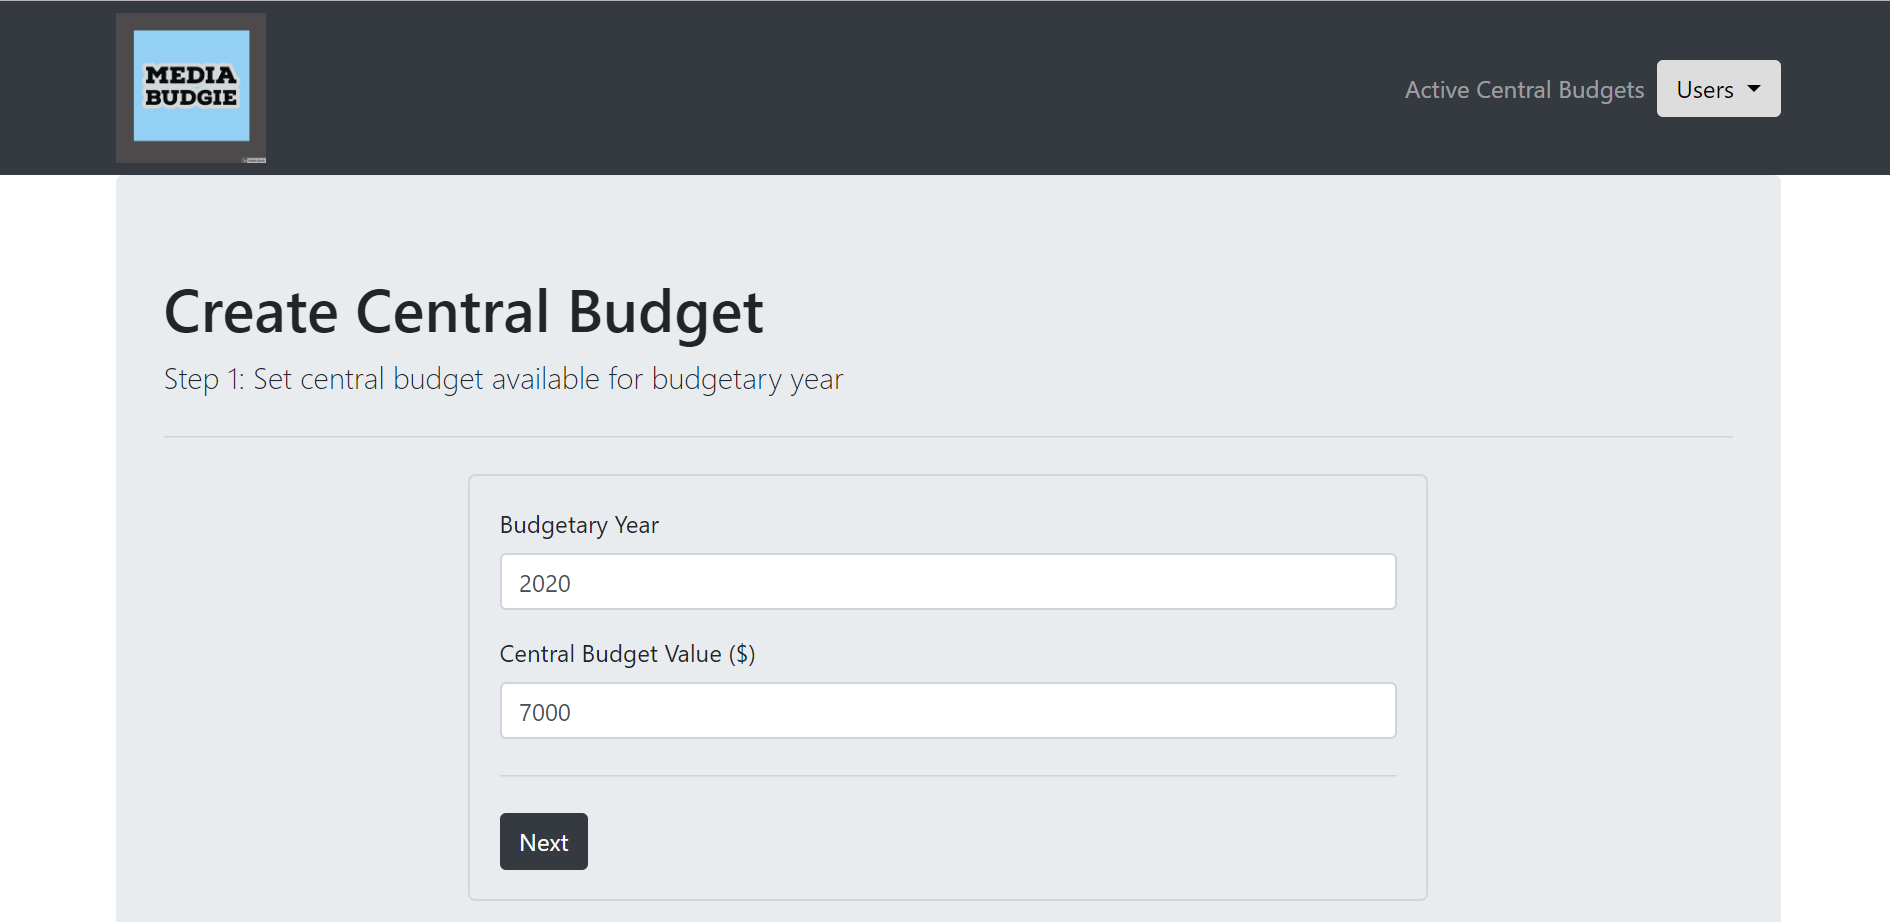 MEDIA
BUDGIE
Active Central Budgets
Users
Create Central Budget
Step 1: Set central budget available for budgetary year
Budgetary Year
2020
Central Budget Value ($)
7000
Next